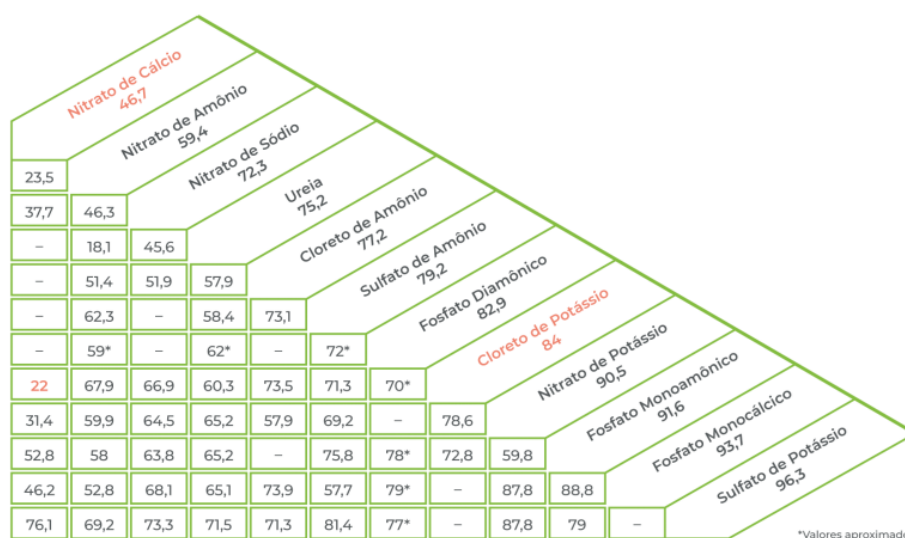 Nitrato de Cálcio
46,7
Nitrato de Amônio
59,4
Nitrato de Sódio
72,3
Ureia
75,2
Cloreto de Amônio
77,2
Sulfato de Amônio
79,2
Fosfato Diamônico
82,9
Cloreto de Potássio
84
Nitrato de Potássio
90,5
Fosfato Monoamônico
91.6
Fosfato Monocálcico
93,7
Sulfato de Potássio
96,3
23,5
37,7 46,3
– 18,1 45,6
– 51,4 51,9 57,9
– 62,3 – 58,4 73,1
– 59* – 62* – 72*
22 67,9 66,9 60,3 73,5 71,3 70*
31,4 59,9 64,5 65,2 57,9 69,2 – 78,6
52,8 58 63,8 65,2 – 75,8 78* 72,8 59,8
46,2 52,8 68,1 65,1 73,9 57,7 79* – 87,8 88,8
76,1 69,2 73,3 71,5 71,3 81,4 77* – 87,8 79 –
*Valores aproximado